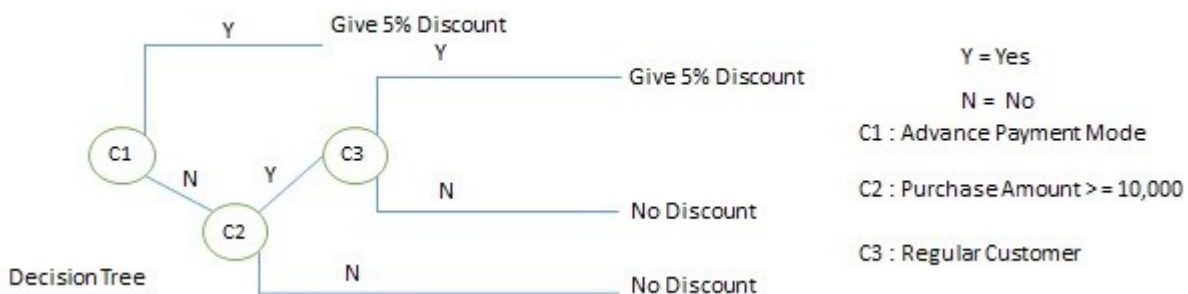 Y
Give 5% Discount
Y
Give 5% Discount
C1
N
Y
C3
N
No Discount
C2
N
No Discount
Decision Tree
Y = Yes
N = No
C1 : Advance Payment Mode
C2 : Purchase Amount > = 10,000
C3 : Regular Customer